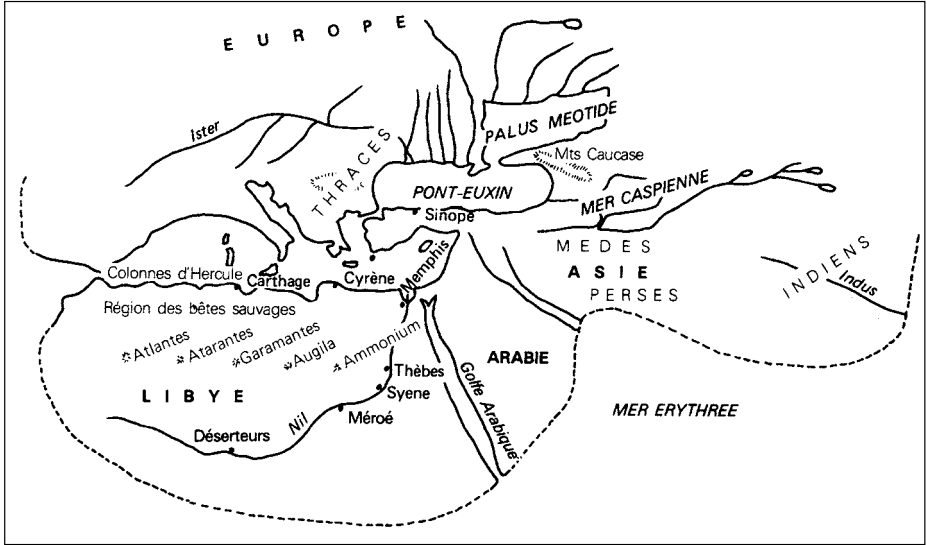 EUROPE
PALUS MEOTIDE
Ister
Mts Caucase
THRACES
PONT-EUXIN
MER CASPIENNE
Sinope
MEDES
Colonnes d'Hercule
Carthage
Cyrène
Memphis
ASIE
INDIENS
Indus
PERSES
Région des bêtes sauvages
Atlantes
Atarantes
Garamantes
Augila
Ammonium
ARABIE
Thèbes
LIBYE
Syene
Golfe Arabique
MER ERYTHREE
Nil
Méroé
Déserteurs